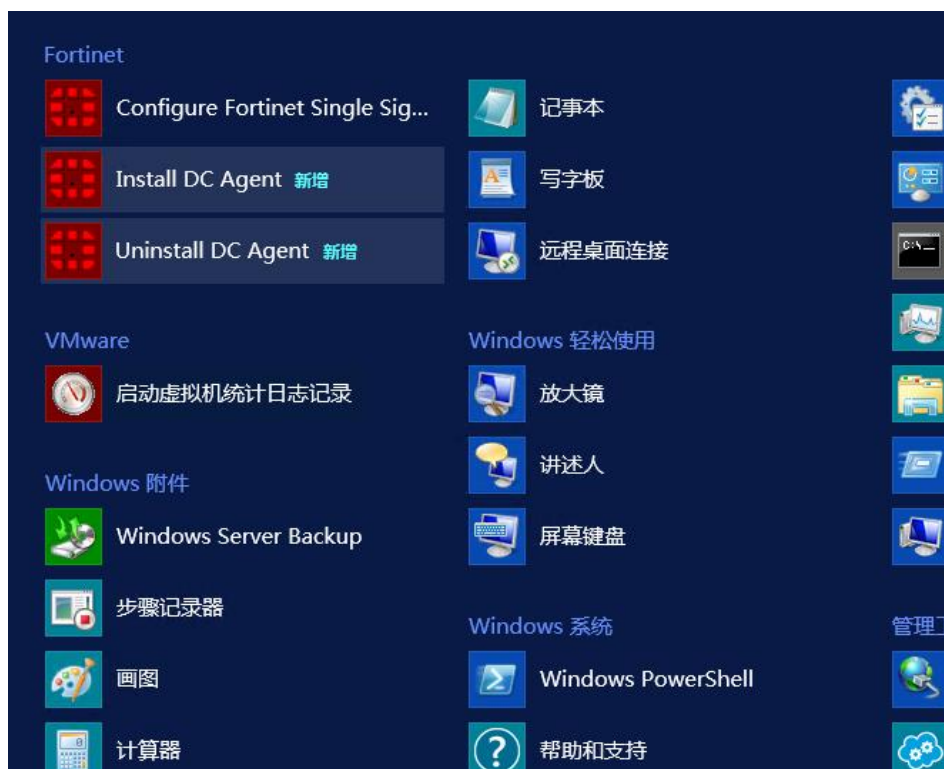 Fortinet
Configure Fortinet Single Sig...
Install DC Agent 新增
Uninstall DC Agent 新增
VMware
启动虚拟机统计日志记录
Windows 附件
Windows Server Backup
步骤记录器
画图
计算器
记事本
写字板
远程桌面连接
Windows 轻松使用
放大镜
讲述人
屏幕键盘
Windows 系统
Windows PowerShell
帮助和支持
管理